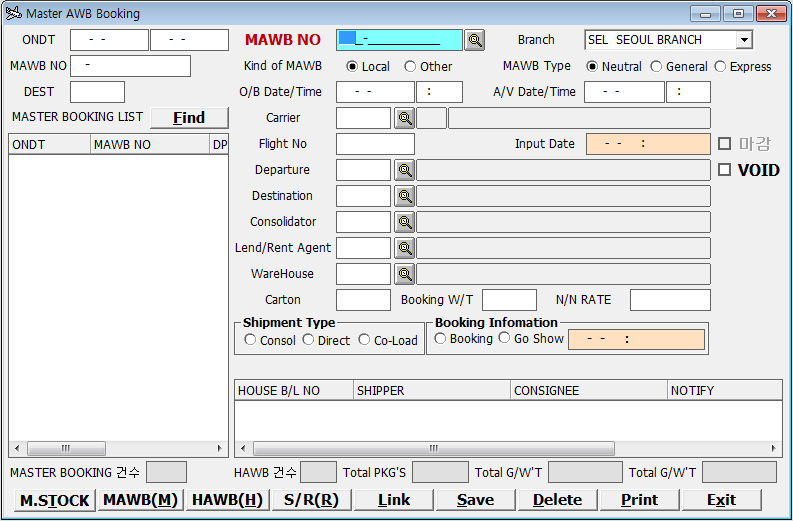 Master AWB Booking
ONDT - - - -
MAWB NO __-_________
Branch SEL SEOUL BRANCH
MAWB NO -
Kind of MAWB Local Other
MAWB Type Neutral General Express
DEST
O/B Date/Time - - :
A/V Date/Time - - :
MASTER BOOKING LIST Find
Carrier
ONDT MAWB NO DP
Flight No
Input Date - - :
마감
Departure
VOID
Destination
Consolidator
Lend/Rent Agent
WareHouse
Carton Booking W/T N/N RATE
Shipment Type
Consol Direct Co-Load
Booking Infomation
Booking Go Show - - :
HOUSE B/L NO SHIPPER CONSIGNEE NOTIFY
MASTER BOOKING 건수
HAWB 건수 Total PKG'S Total G/W'T Total G/W'T
M.STOCK MAWB(M) HAWB(H) S/R(R) Link Save Delete Print Exit